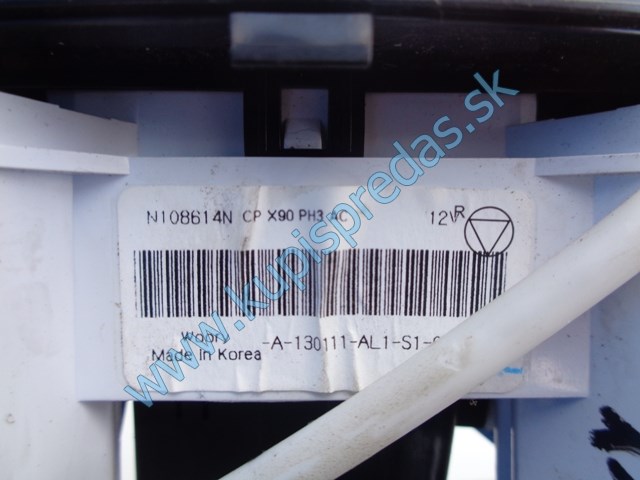 N108614N CP X90 PH3 AC 12V R
Woory
-A-130111-AL1-S1-
Made In Korea
www.kupispredas.sk